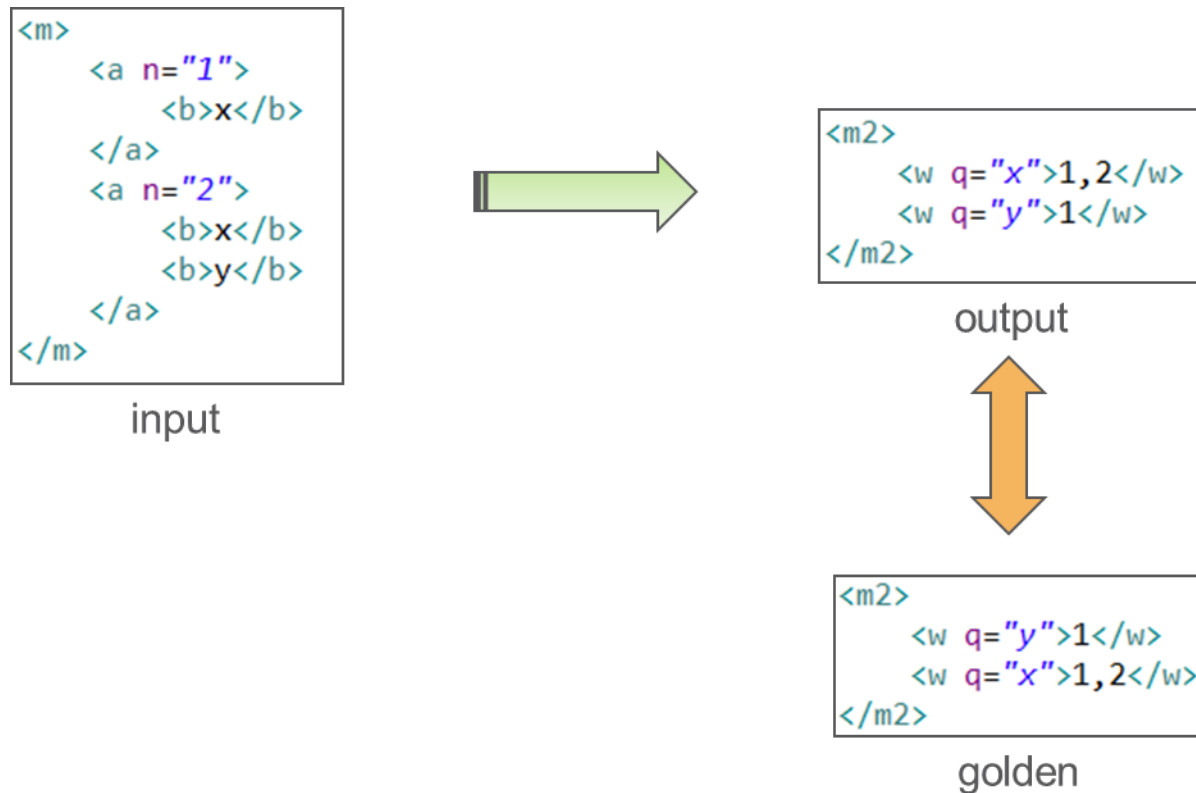 <m>
    <a n="1">
        <b>x</b>
    </a>
    <a n="2">
        <b>x</b>
        <b>y</b>
    </a>
</m>
input
<m2>
    <w q="x">1,2</w>
    <w q="y">1</w>
</m2>
output
<m2>
    <w q="y">1</w>
    <w q="x">1,2</w>
</m2>
golden